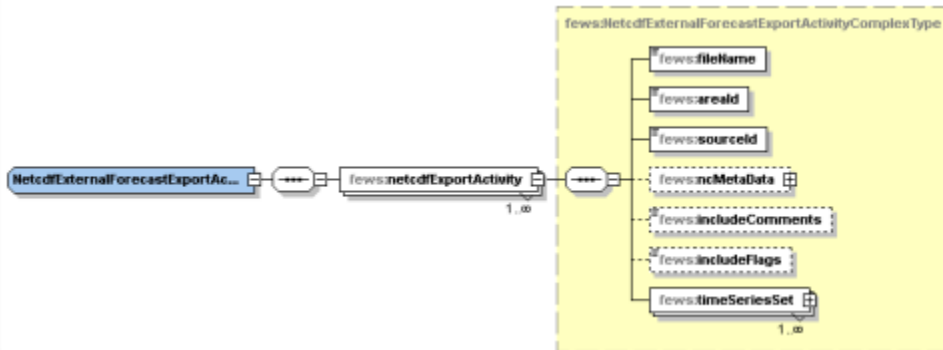 fews:NetcdfExternalForecastExportActivityComplexType
fews:fileName
fews:areaId
fews:sourceId
NetcdfExternalForecastExportAc...
fews:netcdfExportActivity
1..∞
fews:ncMetaData
fews:includeComments
fews:includeFlags
fews:timeSeriesSet
1..∞